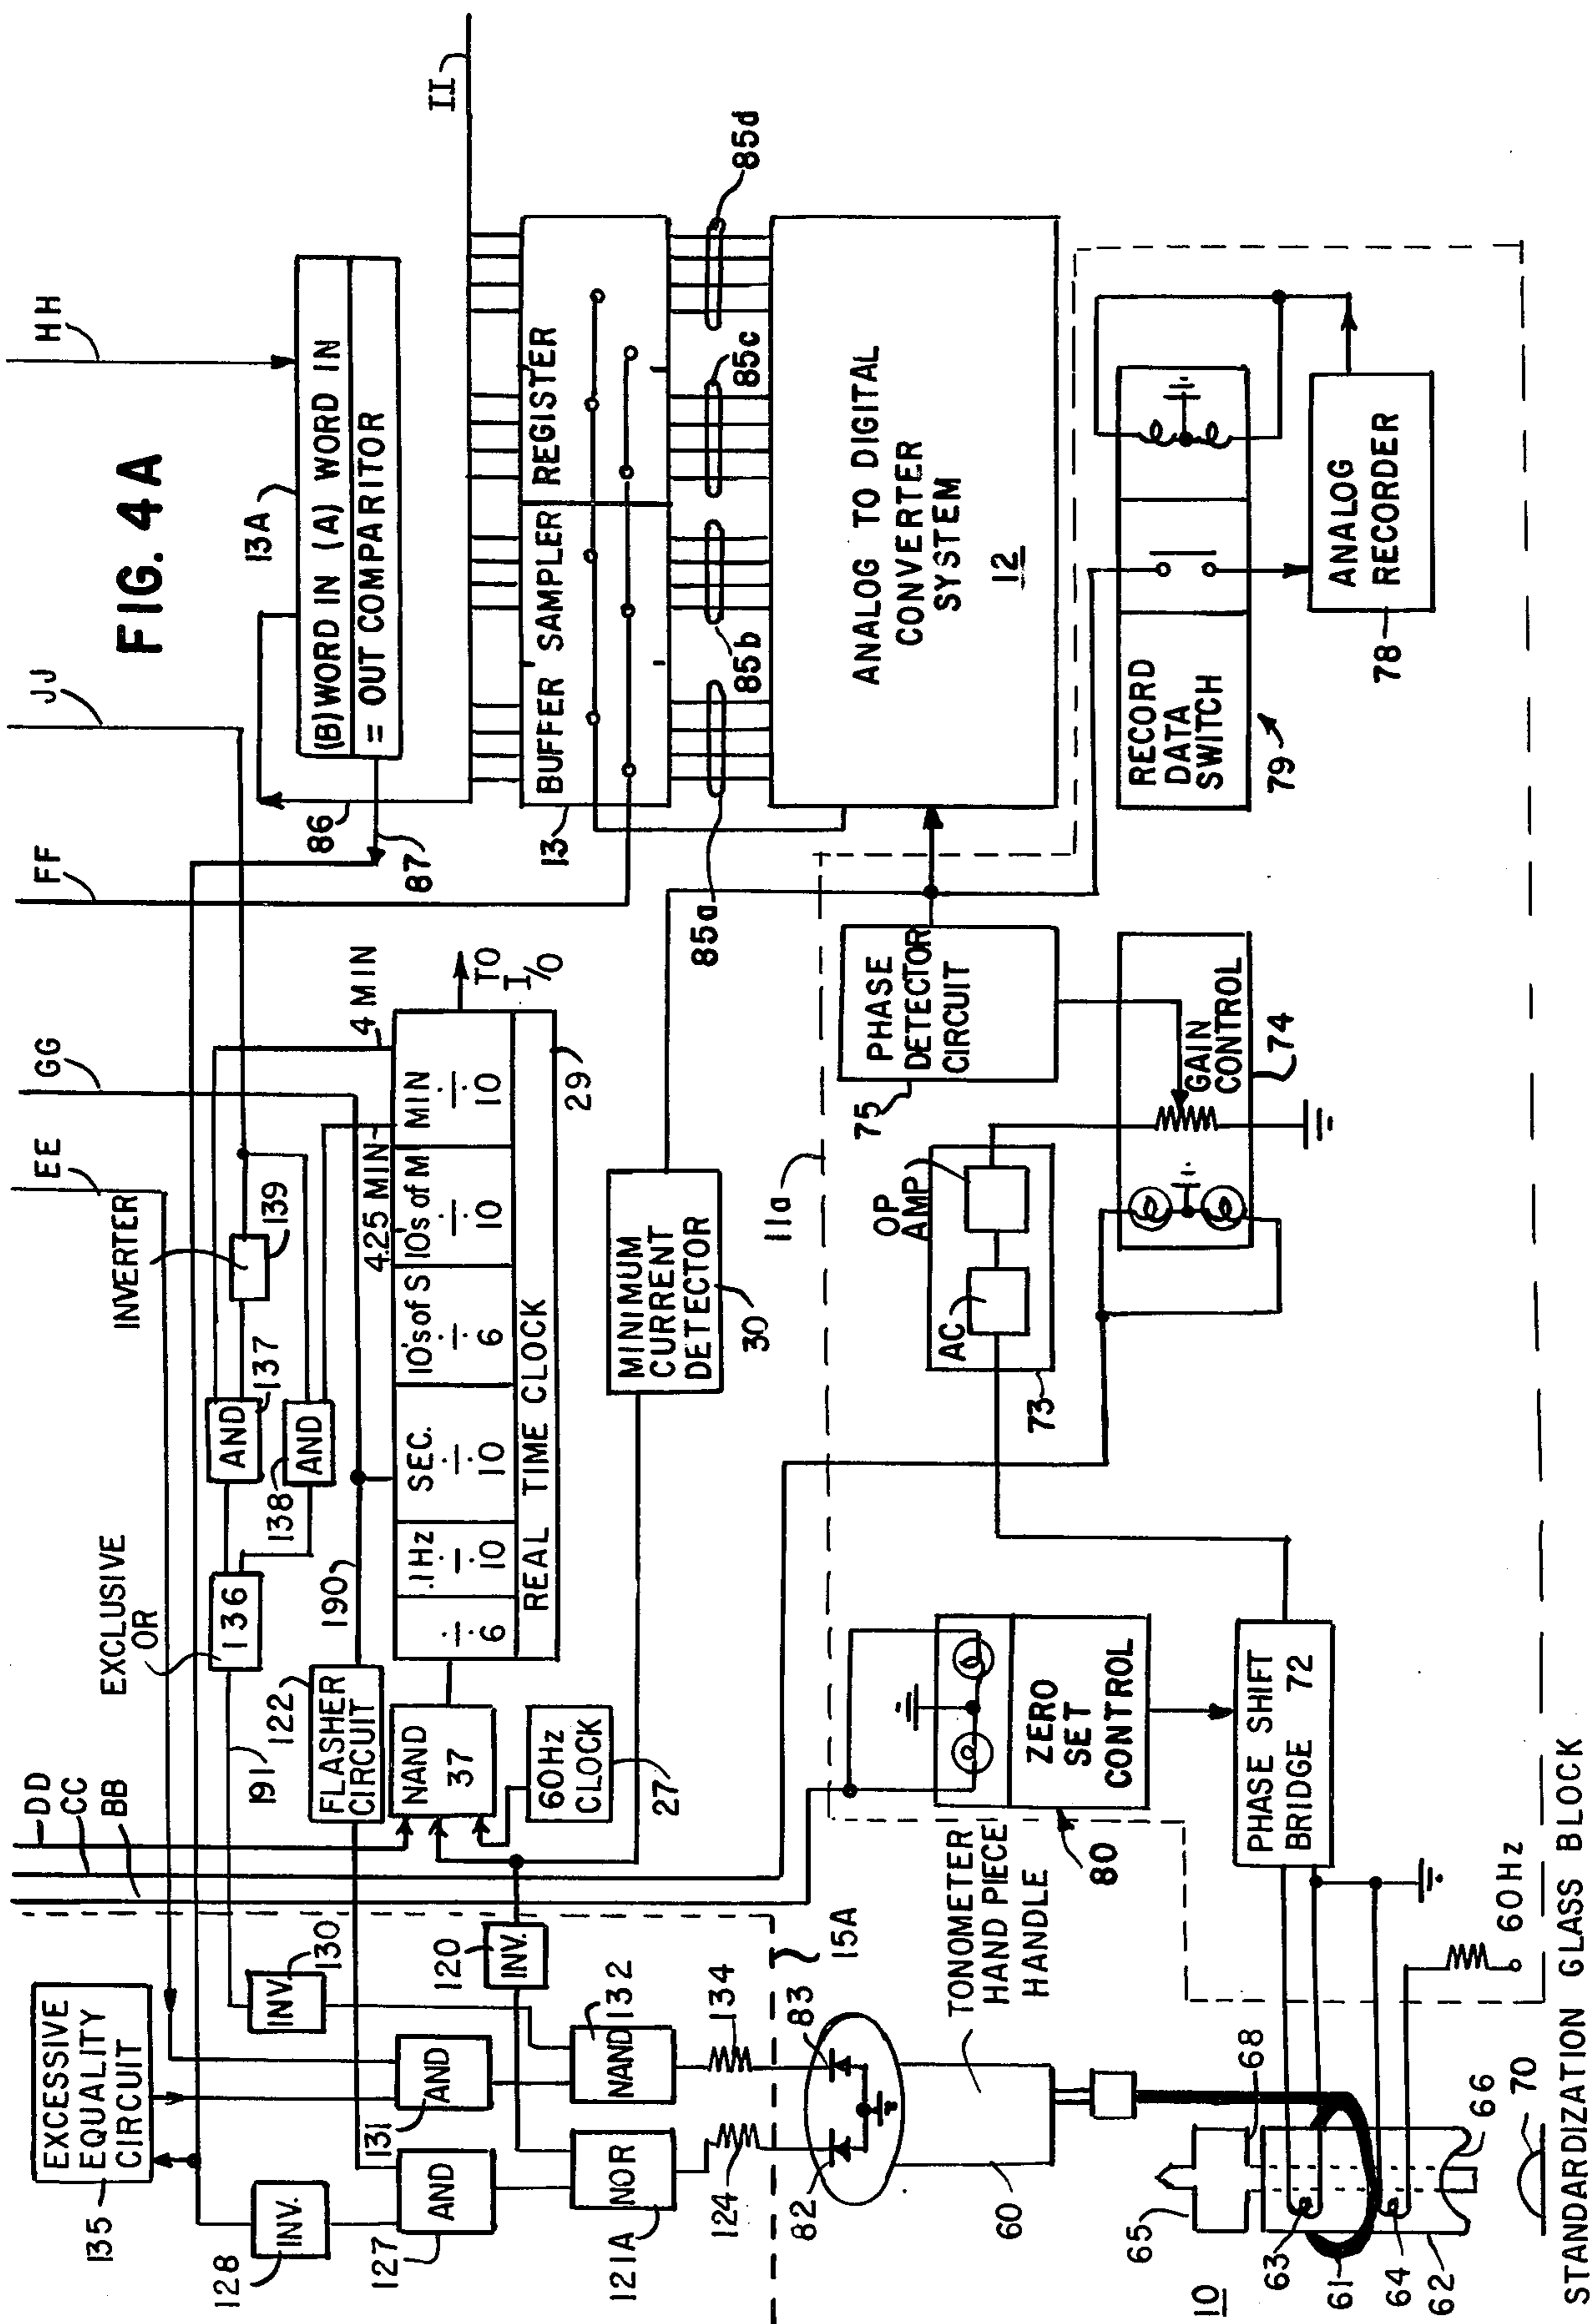 FIG. 4A
HH
JJ
FF
GG
EE
DD
CC
BB
II
13A
(B) WORD IN (A) WORD IN
= OUT COMPARITOR
86
87
BUFFER SAMPLER REGISTER
13
85a
85b
85c
85d
ANALOG TO DIGITAL
CONVERTER
SYSTEM
12
RECORD
DATA
SWITCH
79
ANALOG
RECORDER
78
4 MIN
4.25 MIN
INVERTER
139
AND
137
AND
138
EXCLUSIVE
OR
136
191
190
122
FLASHER
CIRCUIT
NAND
37
60Hz
CLOCK
27
÷
6
.1Hz
÷
10
SEC.
÷
10
10's of S
÷
6
10s of M
÷
10
MIN
÷
10
REAL TIME CLOCK
29
TO
I/O
MINIMUM
CURRENT
DETECTOR
30
11a
PHASE
DETECTOR
CIRCUIT
75
OP
AMP
AC
73
GAIN
CONTROL
74
ZERO
SET
CONTROL
80
PHASE SHIFT
BRIDGE 72
EXCESSIVE
EQUALITY
CIRCUIT
135
INV.
128
INV.
130
INV.
120
AND
127
AND
131
NOR
121A
NAND
132
15A
124
134
82
83
TONOMETER
HAND PIECE
HANDLE
60
65
68
10
63
61
64
62
66
70
60Hz
STANDARDIZATION GLASS BLOCK